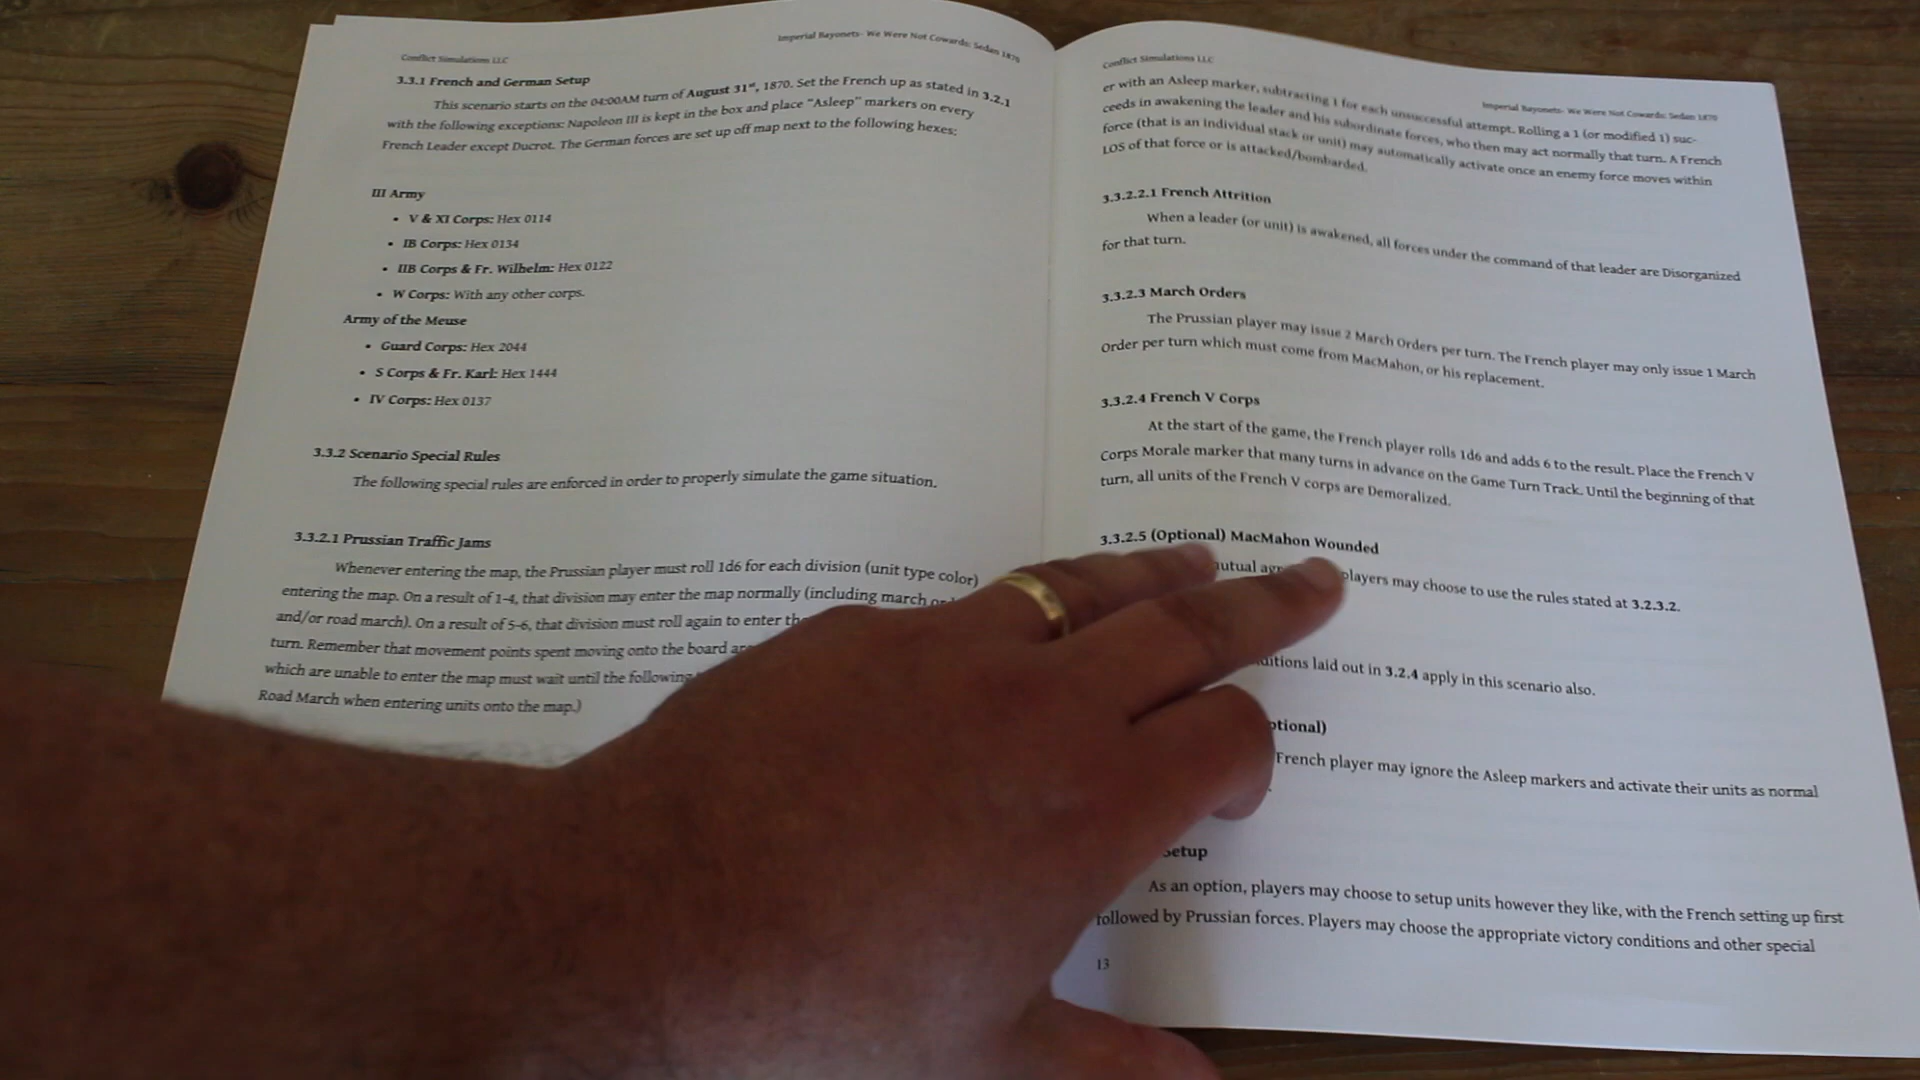 Imperial Bayonets- We Were Not Cowards: Sedan 1870
Conflict Simulations LLC
3.3.1 French and German Setup
This scenario starts on the 04:00AM turn of August 31st, 1870. Set the French up as stated in 3.2.1
with the following exceptions: Napoleon III is kept in the box and place "Asleep" markers on every
French Leader except Ducrot. The German forces are set up off map next to the following hexes:
III Army
• V & XI Corps: Hex 0114
• IB Corps: Hex 0134
• IIB Corps & Fr. Wilhelm: Hex 0122
• W Corps: With any other corps.
Army of the Meuse
• Guard Corps: Hex 2044
• S Corps & Fr. Karl: Hex 1444
• IV Corps: Hex 0137
3.3.2 Scenario Special Rules
The following special rules are enforced in order to properly simulate the game situation.
3.3.2.1 Prussian Traffic Jams
Whenever entering the map, the Prussian player must roll 1d6 for each division (unit type color)
entering the map. On a result of 1-4, that division may enter the map normally (including march
and/or road march). On a result of 5-6, that division must roll again to enter
turn. Remember that movement points spent moving onto the board
which are unable to enter the map must wait until the following
Road March when entering units onto the map.)
Conflict Simulations LLC
Imperial Bayonets- We Were Not Cowards: Sedan 1870
er with an Asleep marker, subtracting 1 for each unsuccessful attempt. Rolling a 1 (or modified 1) suc-
ceeds in awakening the leader and his subordinate forces, who then may act normally that turn. A French
force (that is an individual stack or unit) may automatically activate once an enemy force moves within
LOS of that force or is attacked/bombarded.
3.3.2.2.1 French Attrition
When a leader (or unit) is awakened, all forces under the command of that leader are Disorganized
for that turn.
3.3.2.3 March Orders
The Prussian player may issue 2 March Orders per turn. The French player may only issue 1 March
Order per turn which must come from MacMahon, or his replacement.
3.3.2.4 French V Corps
At the start of the game, the French player rolls 1d6 and adds 6 to the result. Place the French V
Corps Morale marker that many turns in advance on the Game Turn Track. Until the beginning of that
turn, all units of the French V corps are Demoralized.
3.3.2.5 (Optional) MacMahon Wounded
players may choose to use the rules stated at 3.2.3.2.
laid out in 3.2.4 apply in this scenario also.
French player may ignore the Asleep markers and activate their units as normal
Setup
As an option, players may choose to setup units however they like, with the French setting up first
followed by Prussian forces. Players may choose the appropriate victory conditions and other special
13